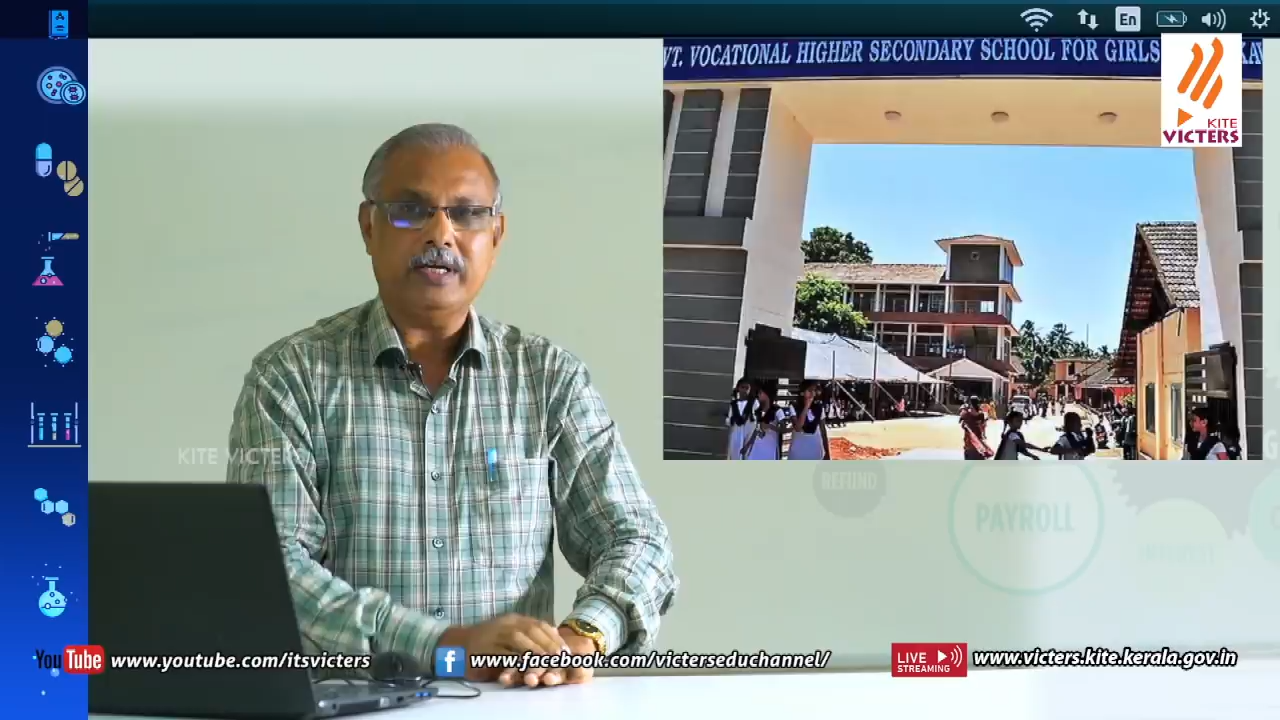 En
VT. VOCATIONAL HIGHER SECONDARY SCHOOL FOR GIRLS
KITE
VICTERS
KITE VICTERS
REFUND
PAYROLL
YouTube www.youtube.com/itsvicters
f www.facebook.com/victerseduchannel/
LIVE
STREAMING
www.victers.kite.kerala.gov.in